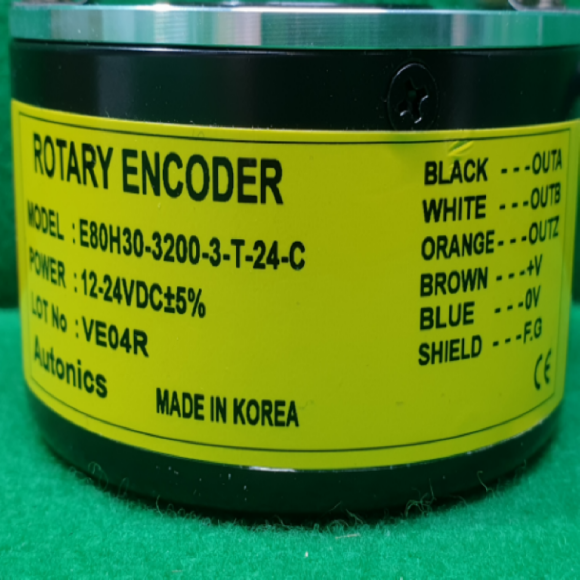 ROTARY ENCODER
MODEL : E80H30-3200-3-T-24-C
POWER : 12-24VDC±5%
LOT No : VE04R
Autonics
MADE IN KOREA
BLACK ---OUTA
WHITE ---OUTB
ORANGE---OUTZ
BROWN ---+V
BLUE ---0V
SHIELD ---F.G
CE